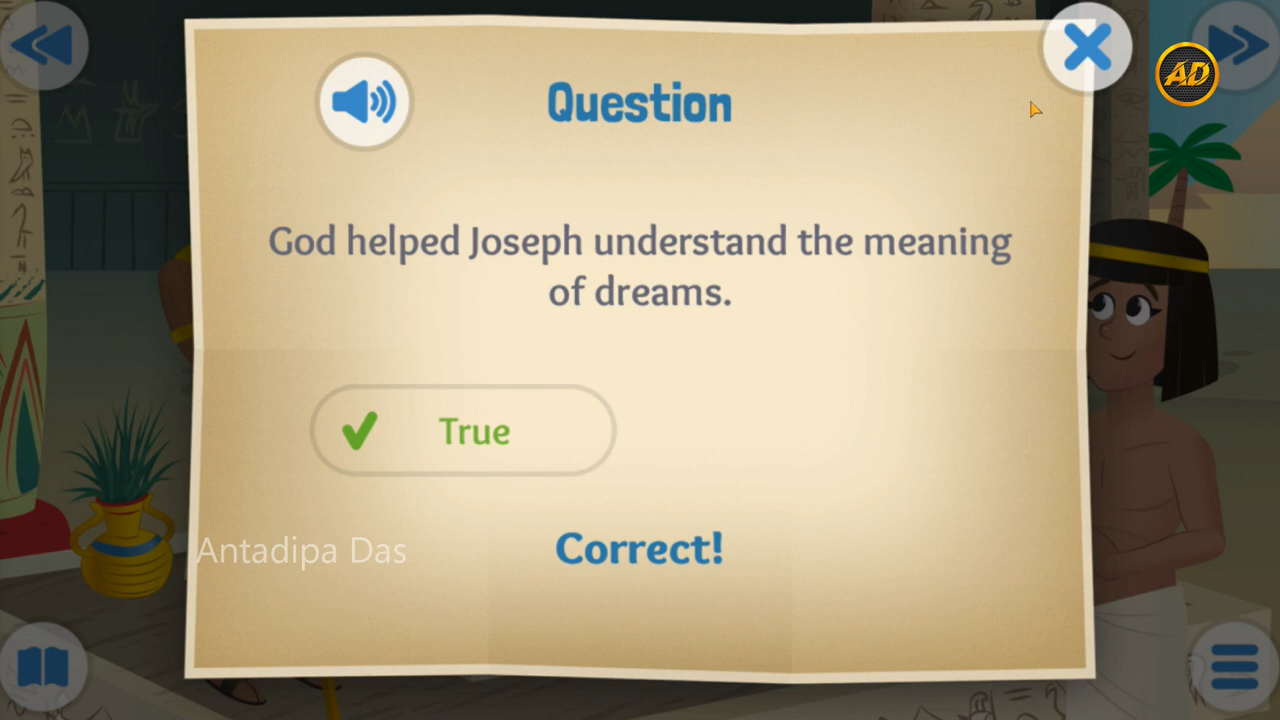 AD
Question
God helped Joseph understand the meaning
of dreams.
True
Antadipa Das
Correct!